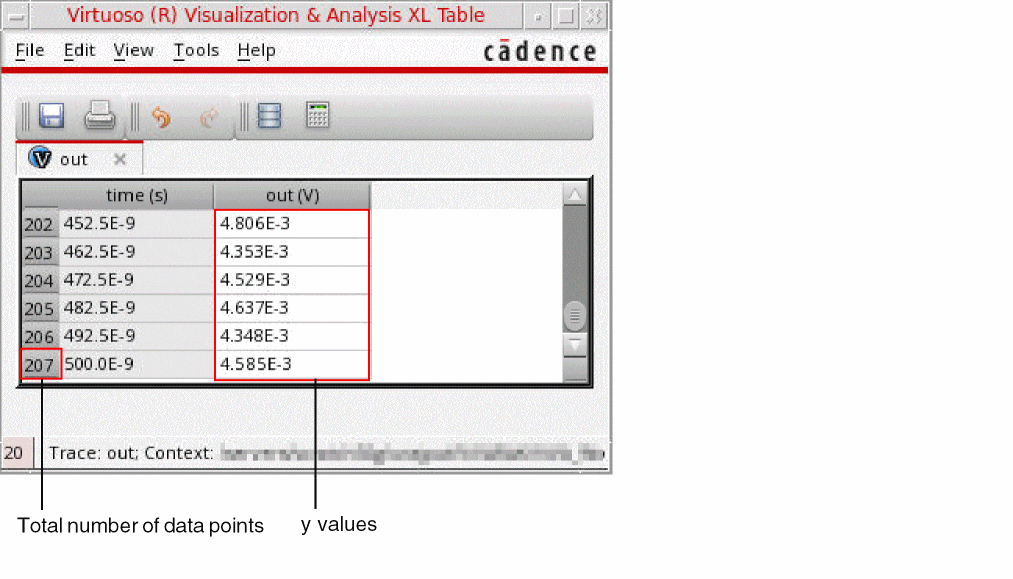 Virtuoso (R) Visualization & Analysis XL Table
File Edit View Tools Help
cādence
out
time (s) out (V)
202 452.5E-9 4.806E-3
203 462.5E-9 4.353E-3
204 472.5E-9 4.529E-3
205 482.5E-9 4.637E-3
206 492.5E-9 4.348E-3
207 500.0E-9 4.585E-3
20 Trace: out; Context:
Total number of data points y values